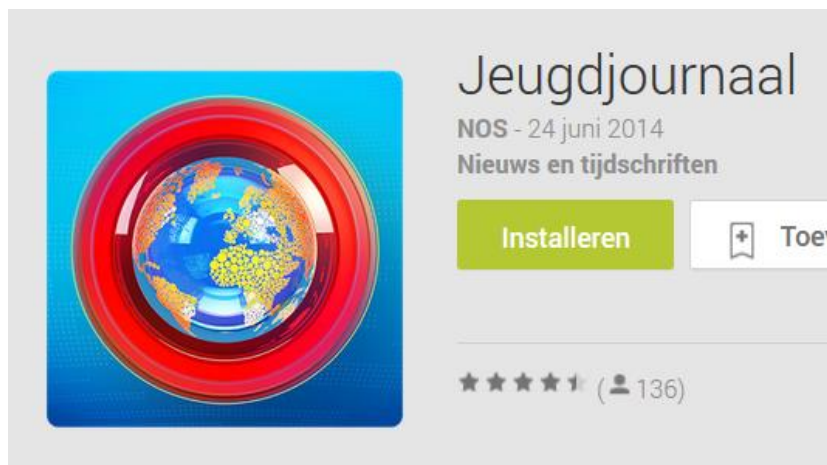 Jeugdjournaal
NOS - 24 juni 2014
Nieuws en tijdschriften
Installeren
(136)